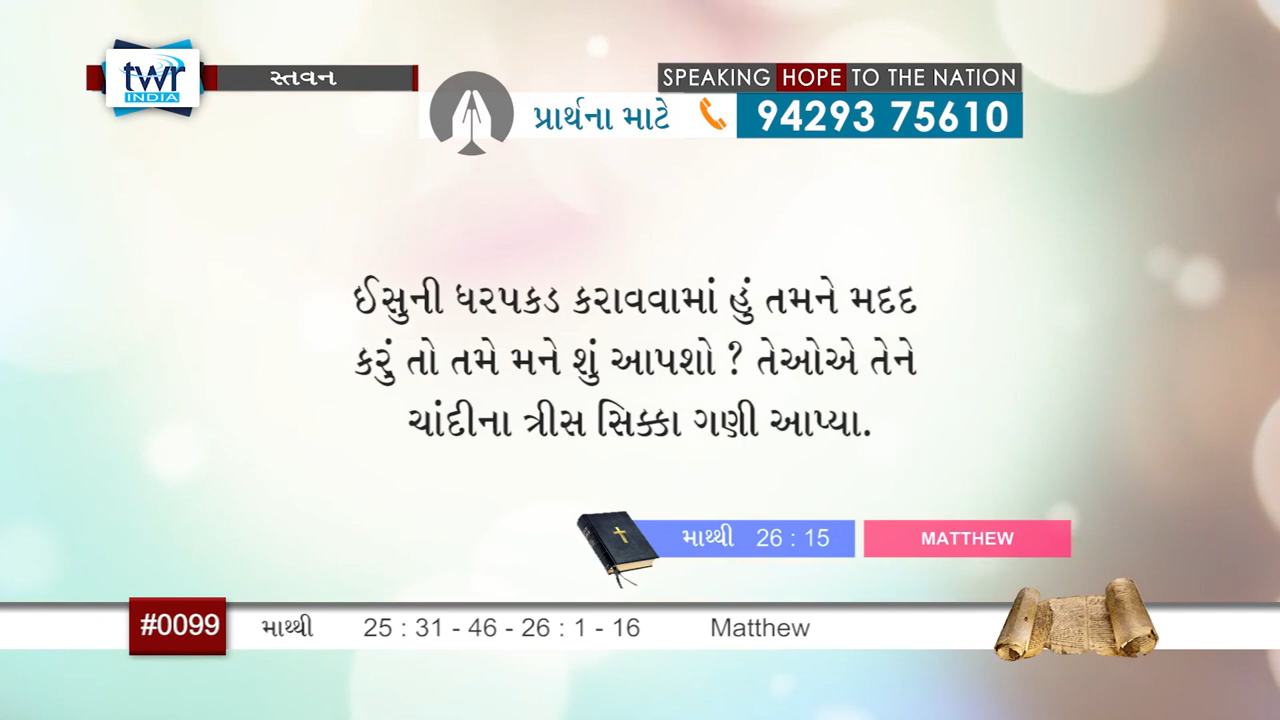 twr
INDIA
સ્તવન
SPEAKING HOPE TO THE NATION
પ્રાર્થના માટે 94293 75610
ઈસુની ધરપકડ કરાવવામાં હું તમને મદદ
કરું તો તમે મને શું આપશો ? તેઓએ તેને
ચાંદીના ત્રીસ સિક્કા ગણી આપ્યા.
માથ્થી 26 : 15 MATTHEW
#0099 માથ્થી 25 : 31 - 46 - 26 : 1 - 16 Matthew